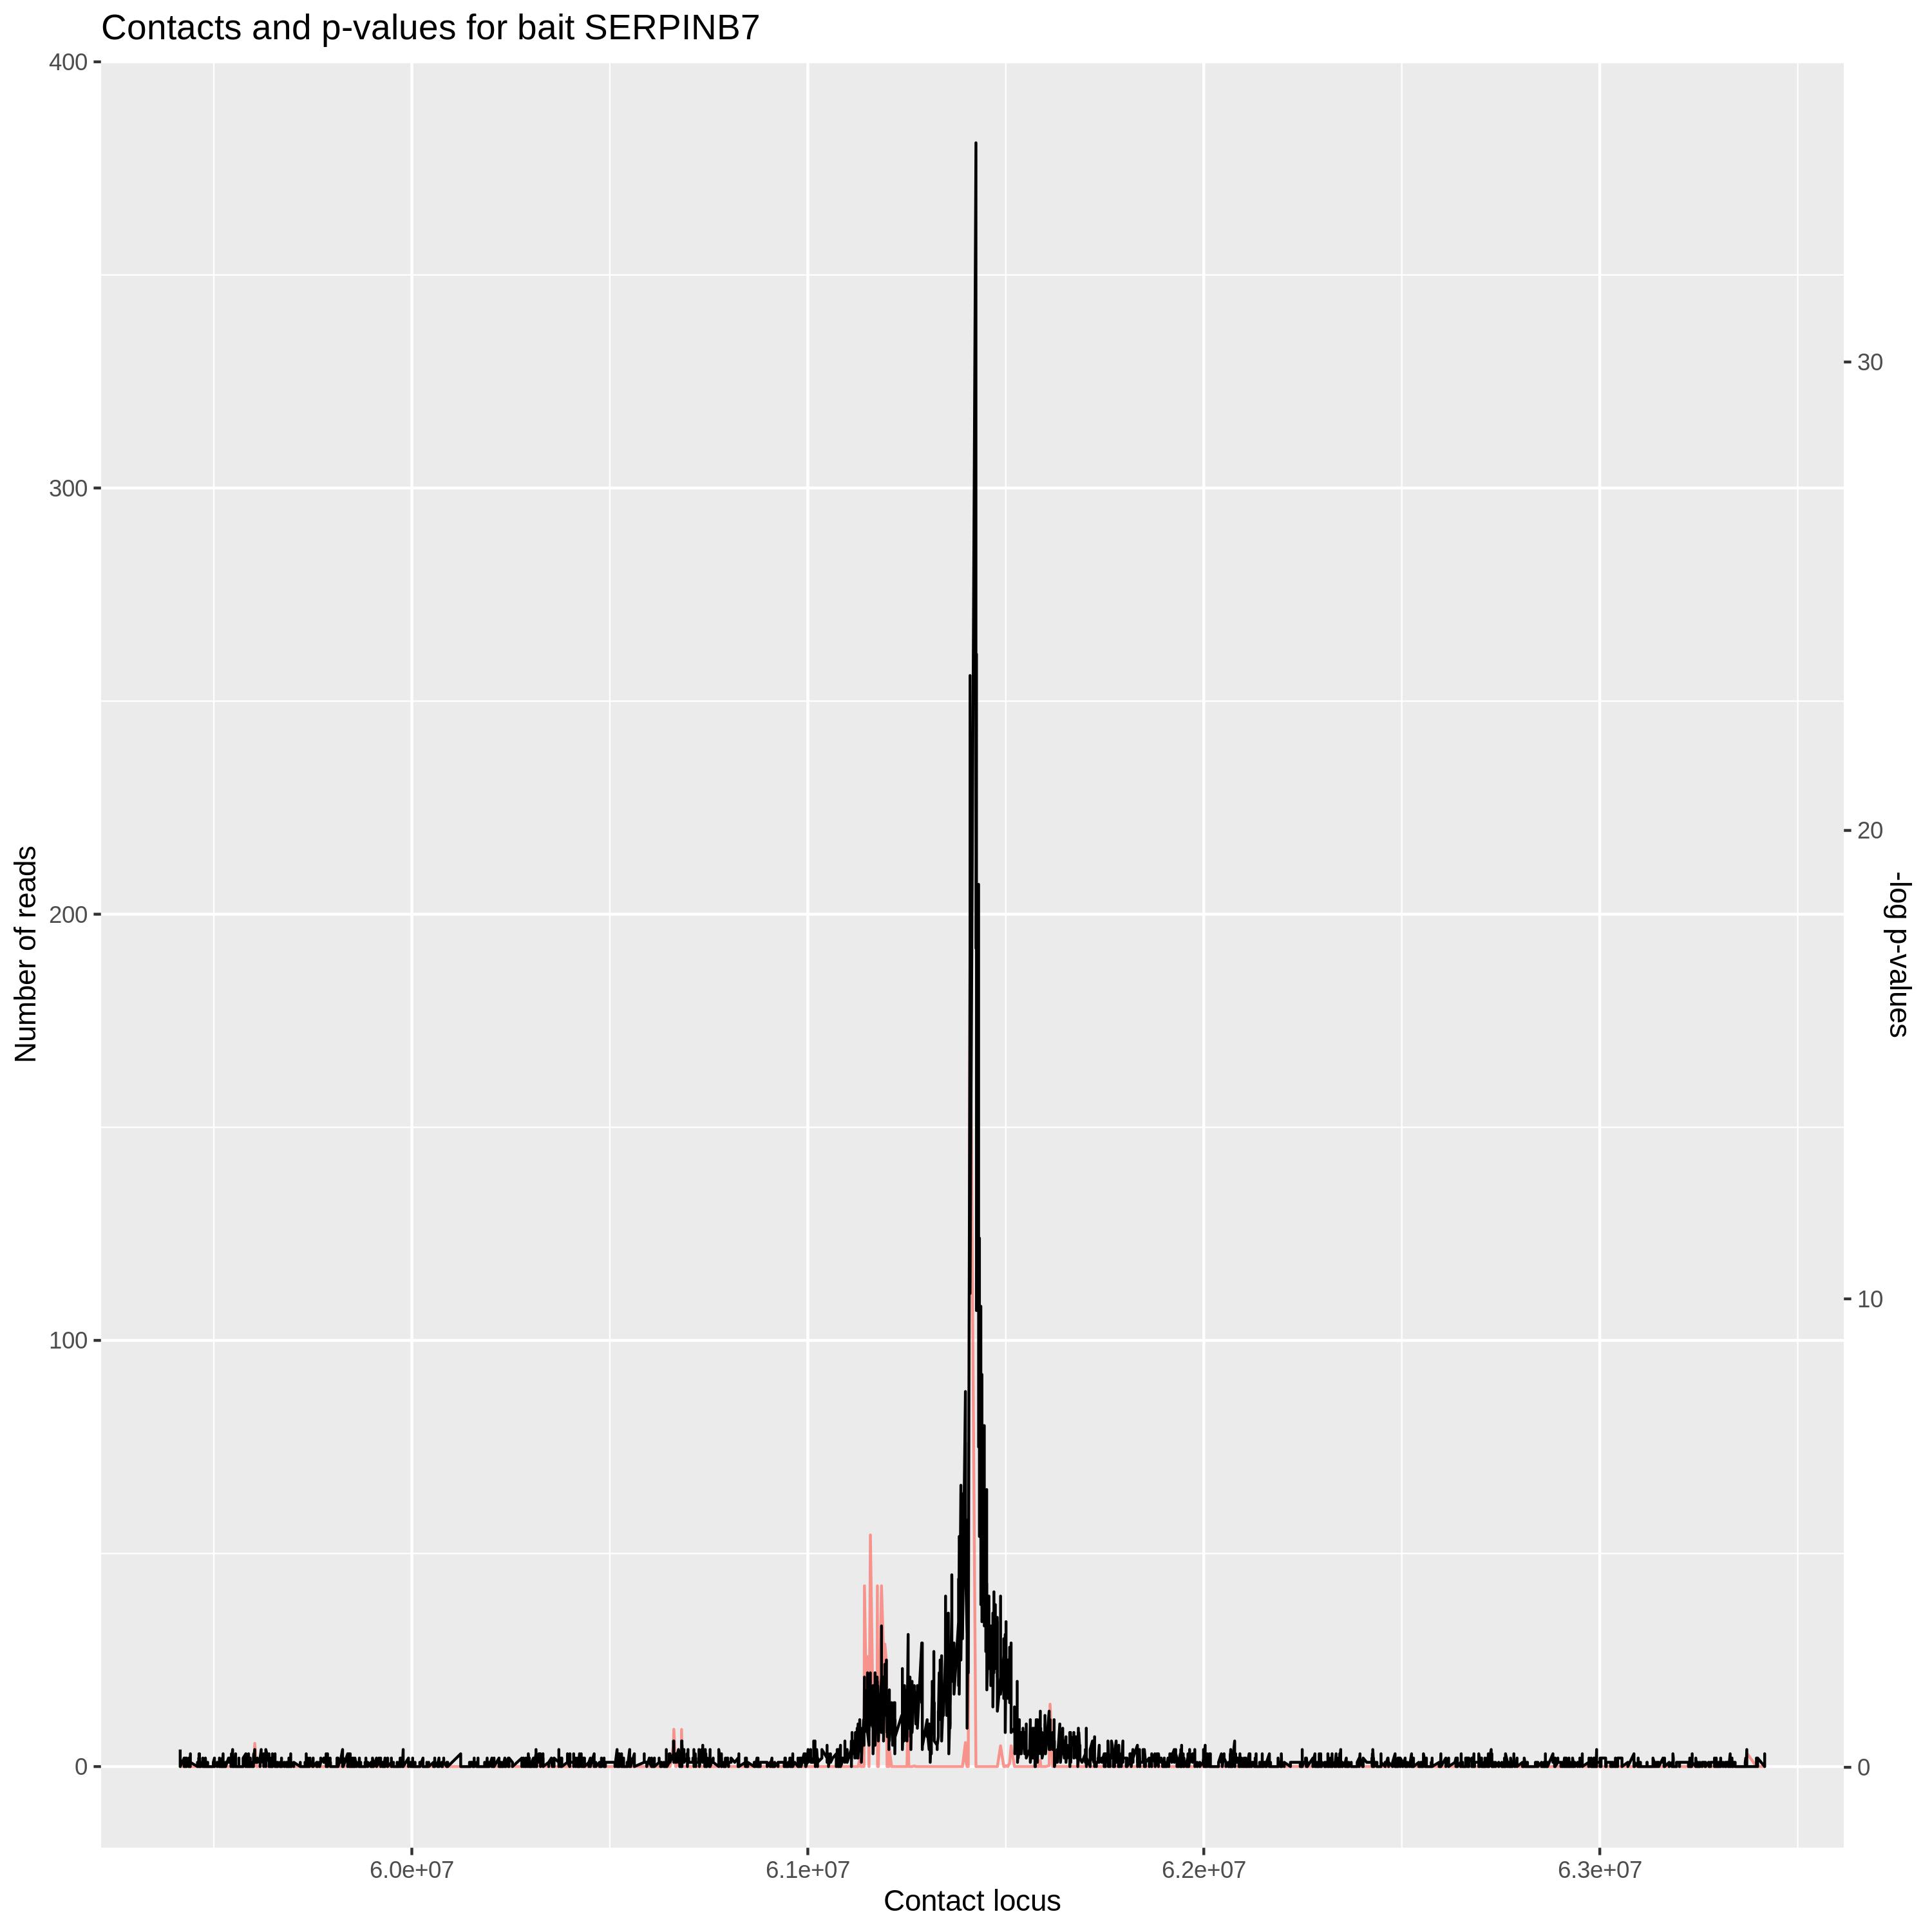 Contacts and p-values for bait SERPINB7
400
300
200
100
0
Number of reads
30
20
10
0
-log p-values
6.0e+07
6.1e+07
6.2e+07
6.3e+07
Contact locus